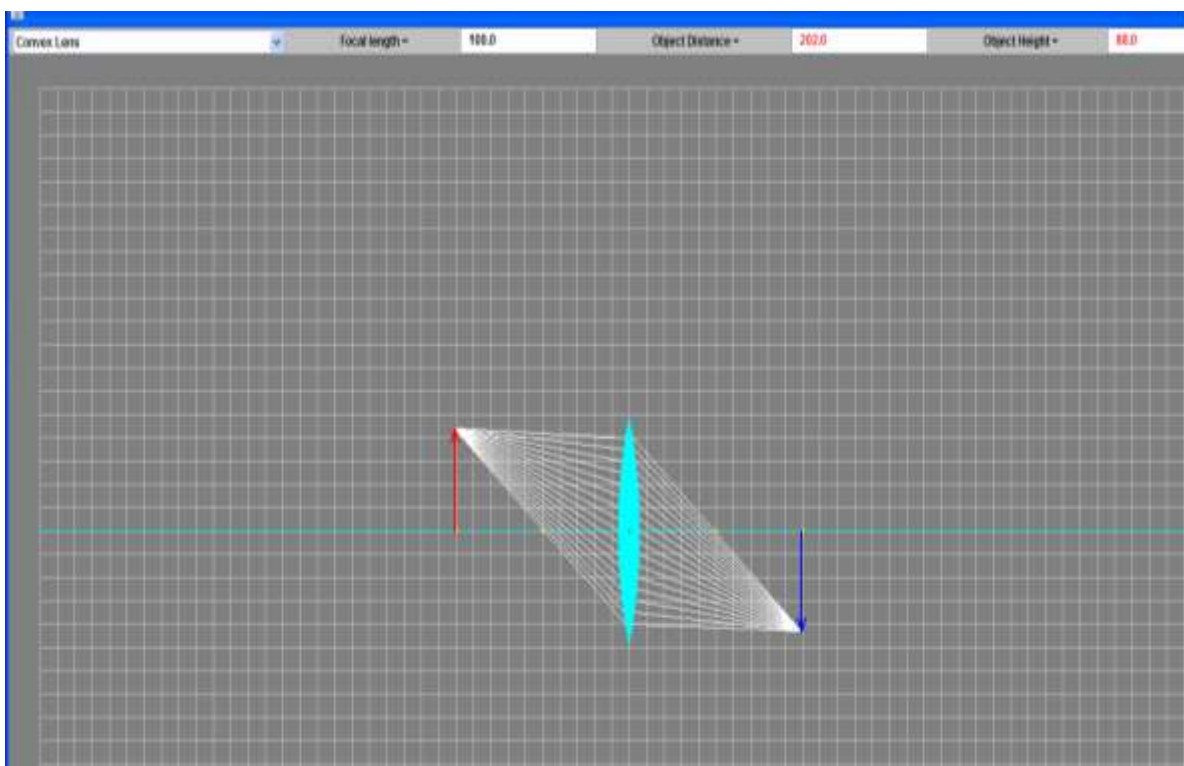 Convex Lens Focal length = 100.0 Object Distance = 202.0 Object Height = 88.0